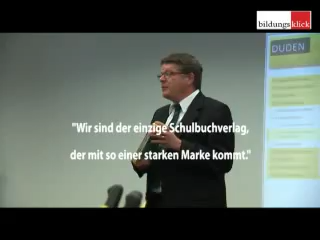 bildungsklick
DUDEN
"Wir sind der einzige Schulbuchverlag,
der mit so einer starken Marke kommt."